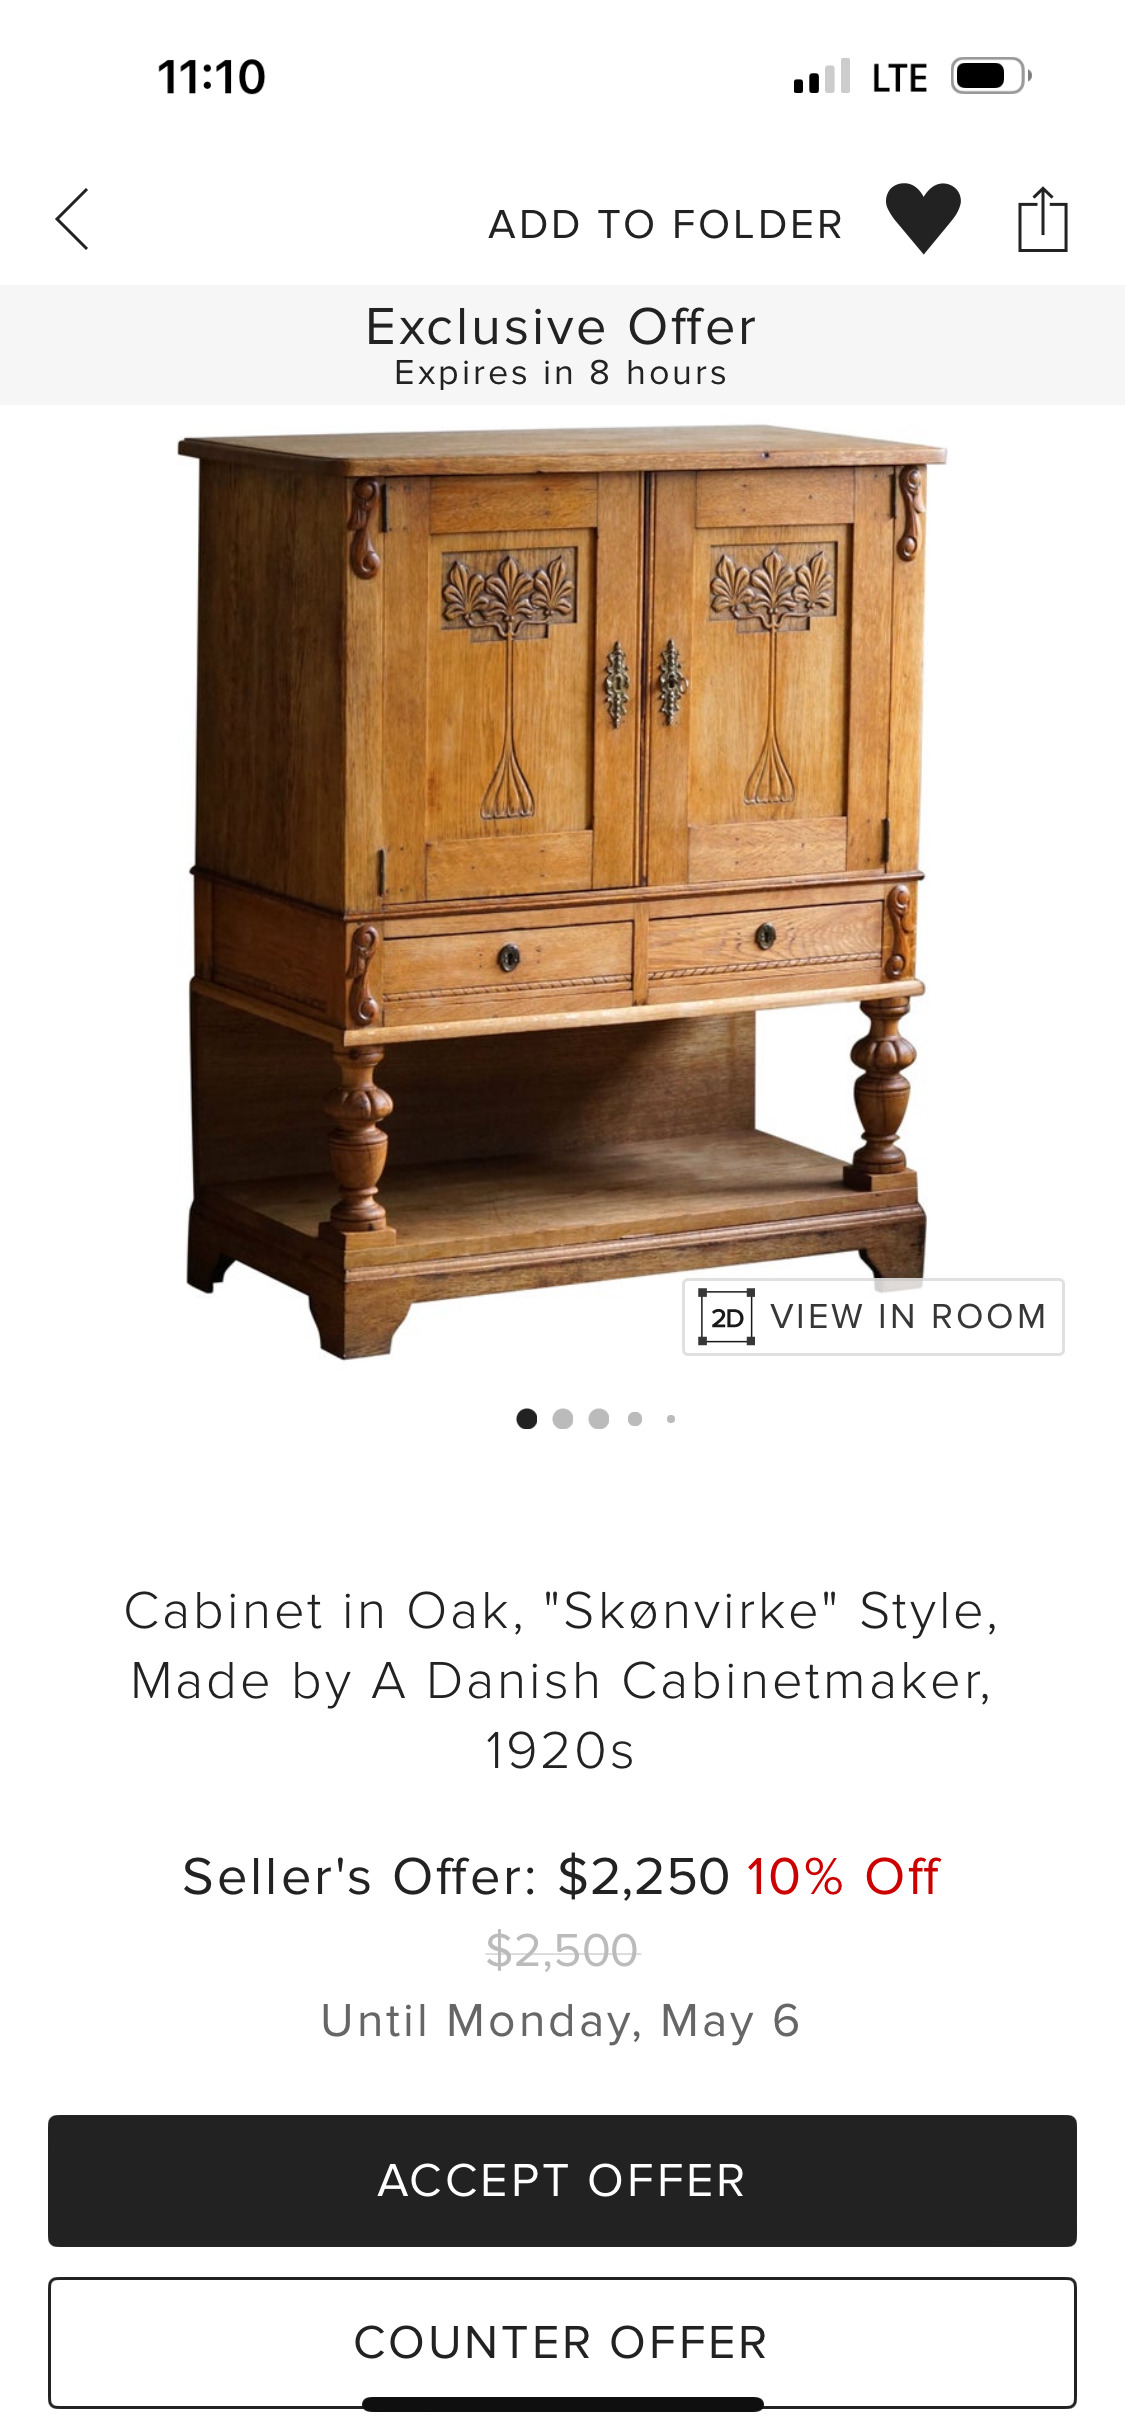 11:10
LTE
ADD TO FOLDER
Exclusive Offer
Expires in 8 hours
2D VIEW IN ROOM
Cabinet in Oak, "Skønvirke" Style,
Made by A Danish Cabinetmaker,
1920s
Seller's Offer: $2,250 10% Off
$2,500
Until Monday, May 6
ACCEPT OFFER
COUNTER OFFER